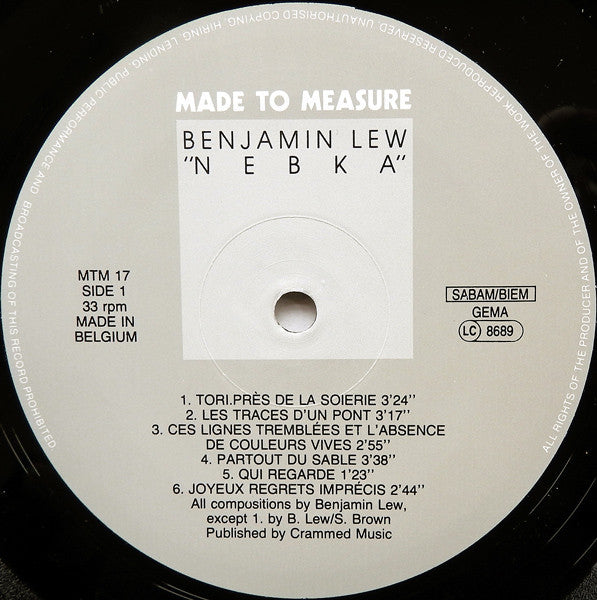 MADE TO MEASURE
BENJAMIN LEW
"NEBKA"
MTM 17
SIDE 1
33 rpm
MADE IN
BELGIUM
SABAM/BIEM
GEMA
LC 8689
1. TORI.PRÈS DE LA SOIERIE 3'24''
2. LES TRACES D'UN PONT 3'17''
3. CES LIGNES TREMBLÉES ET L'ABSENCE
DE COULEURS VIVES 2'55''
4. PARTOUT DU SABLE 3'38''
5. QUI REGARDE 1'23''
6. JOYEUX REGRETS IMPRÉCIS 2'44''
All compositions by Benjamin Lew,
except 1. by B. Lew/S. Brown
Published by Crammed Music
ALL RIGHTS OF THE PRODUCER AND OF THE OWNER OF THE WORK REPRODUCED RESERVED. UNAUTHORISED COPYING, HIRING, LENDING, PUBLIC PERFORMANCE AND BROADCASTING OF THIS RECORD PROHIBITED